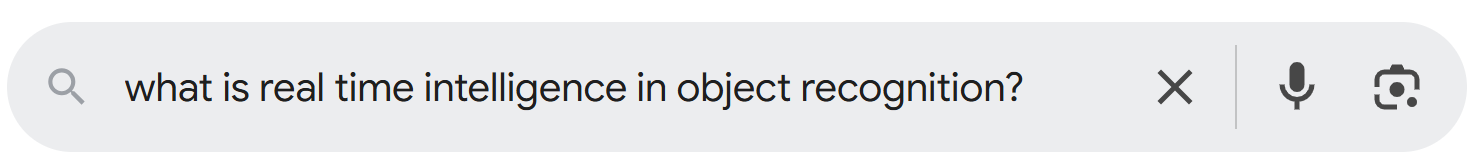 what is real time intelligence in object recognition?